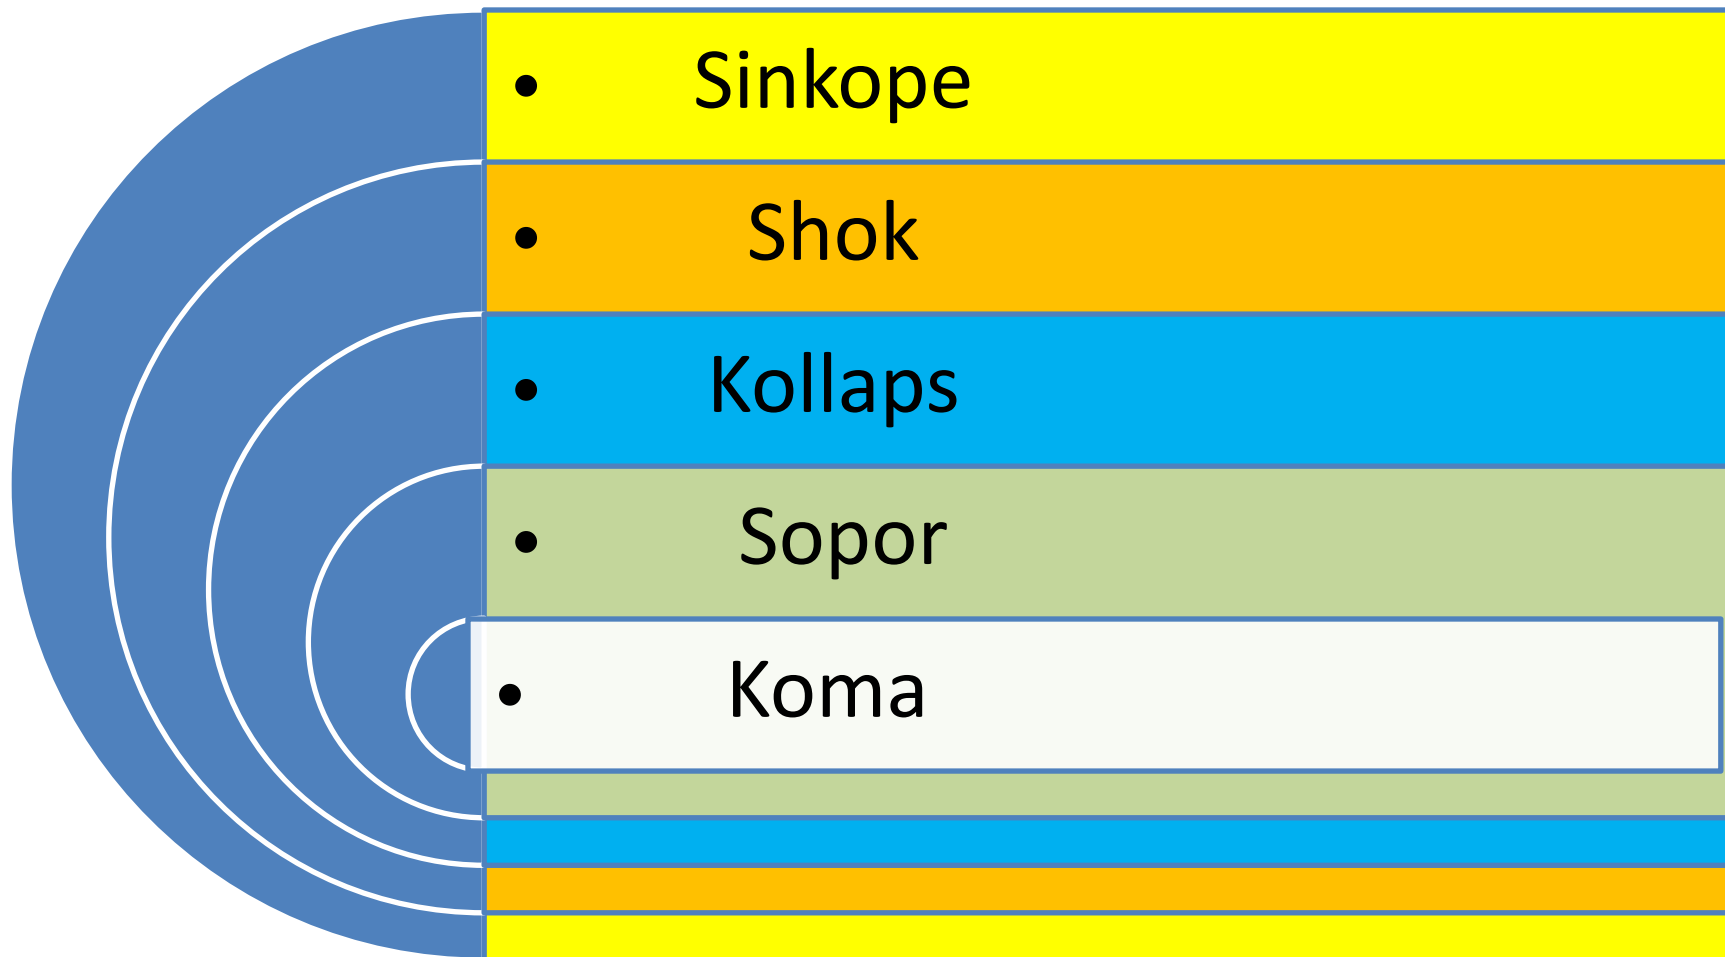 • Sinkope
• Shok
• Kollaps
• Sopor
• Koma